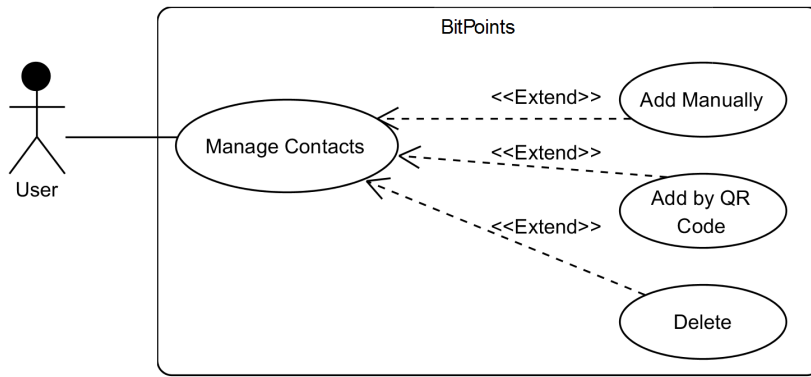 BitPoints
<<Extend>>
Add Manually
Manage Contacts
<<Extend>>
User
Add by QR
Code
<<Extend>>
Delete